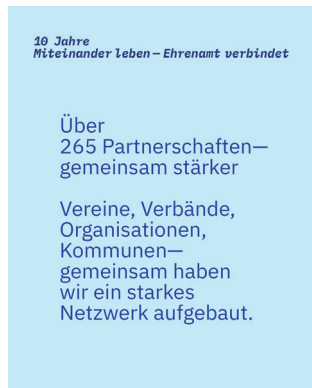 10 Jahre
Miteinander leben – Ehrenamt verbindet
Über
265 Partnerschaften—
gemeinsam stärker
Vereine, Verbände,
Organisationen,
Kommunen—
gemeinsam haben
wir ein starkes
Netzwerk aufgebaut.